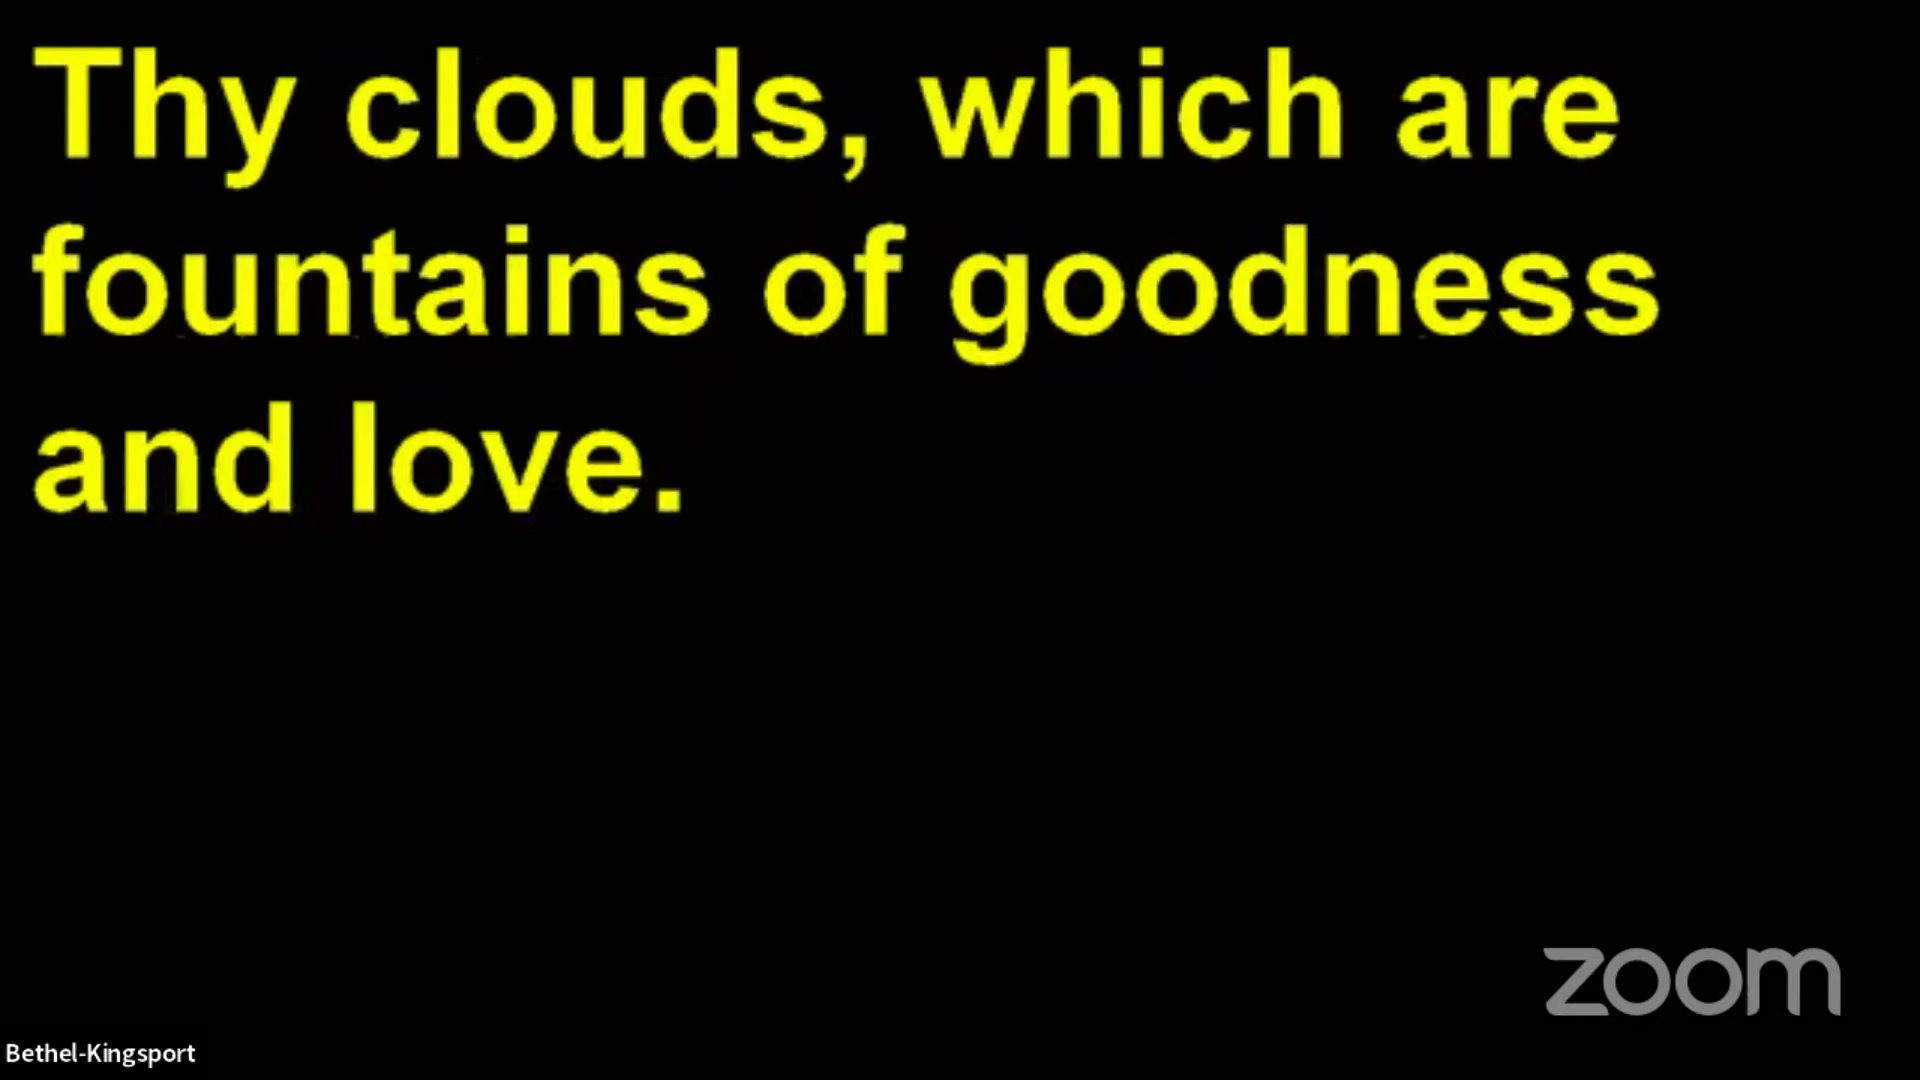 Thy clouds, which are
fountains of goodness
and love.
zoom
Bethel-Kingsport